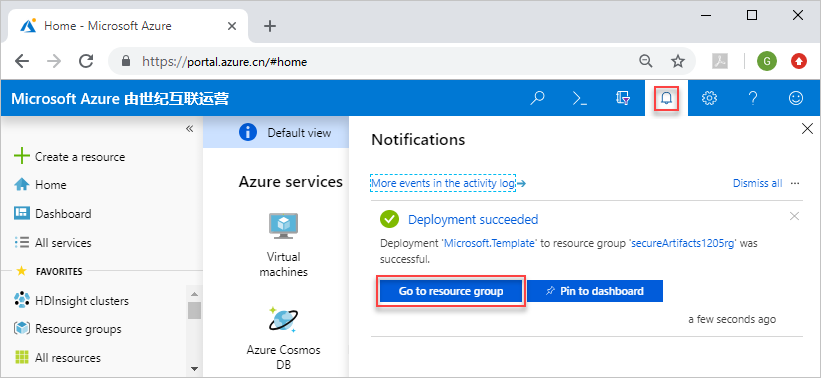 Home - Microsoft Azure
https://portal.azure.cn/#home
G
Microsoft Azure 由世纪互联运营
Create a resource
Home
Dashboard
All services
FAVORITES
HDInsight clusters
Resource groups
All resources
Default view
Azure services
Virtual
machines
Azure Cosmos
DB
Notifications
More events in the activity log
Dismiss all
Deployment succeeded
Deployment 'Microsoft.Template' to resource group 'secureArtifacts1205rg' was
successful.
Go to resource group
Pin to dashboard
a few seconds ago